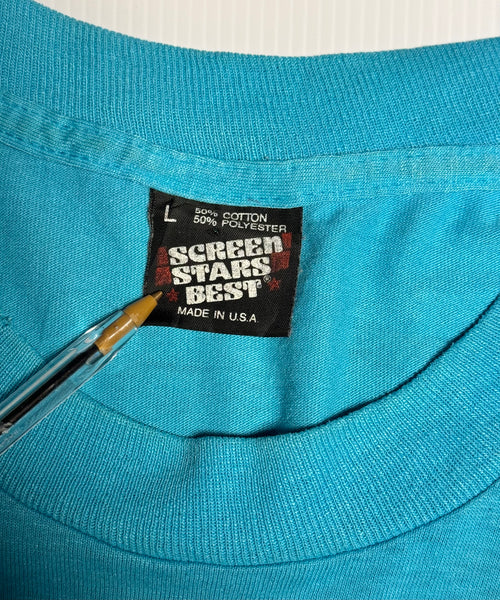 L 50% COTTON
50% POLYESTER
SCREEN
STARS
BEST®
MADE IN U.S.A.